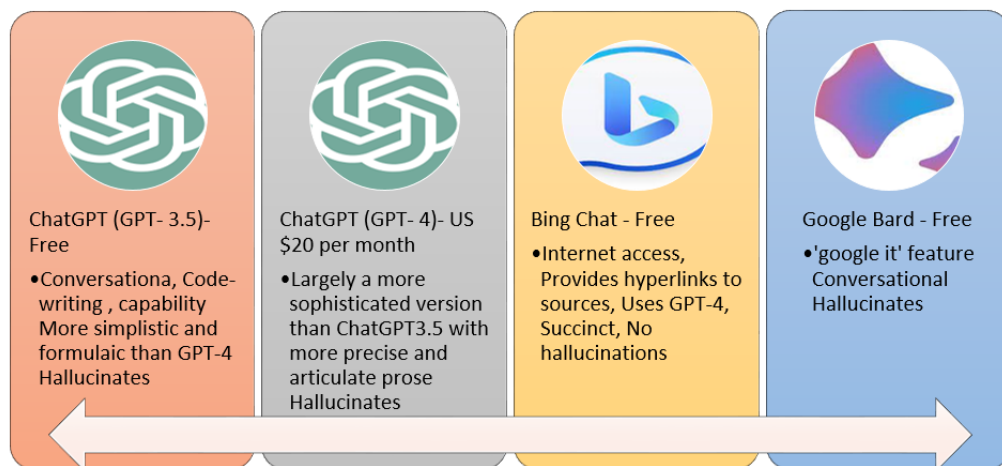 ChatGPT (GPT- 3.5)-
Free
•Conversationa, Code-
writing , capability
More simplistic and
formulaic than GPT-4
Hallucinates
ChatGPT (GPT- 4)- US
$20 per month
•Largely a more
sophisticated version
than ChatGPT3.5 with
more precise and
articulate prose
Hallucinates
Bing Chat - Free
•Internet access,
Provides hyperlinks to
sources, Uses GPT-4,
Succinct, No
hallucinations
Google Bard - Free
•'google it' feature
Conversational
Hallucinates